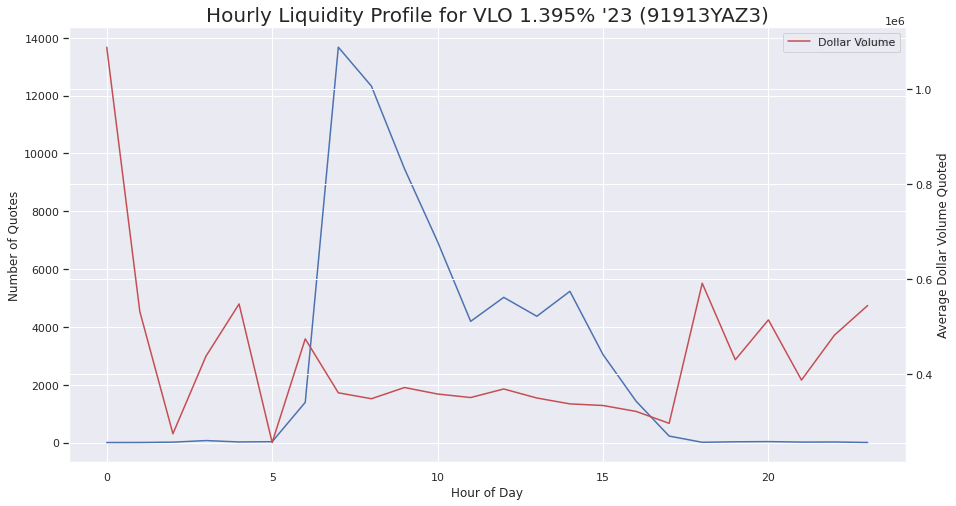 Hourly Liquidity Profile for VLO 1.395% '23 (91913YAZ3)
1e6
Dollar Volume
14000
12000
10000
8000
6000
4000
2000
0
Number of Quotes
1.0
0.8
0.6
0.4
Average Dollar Volume Quoted
0 5 10 15 20
Hour of Day